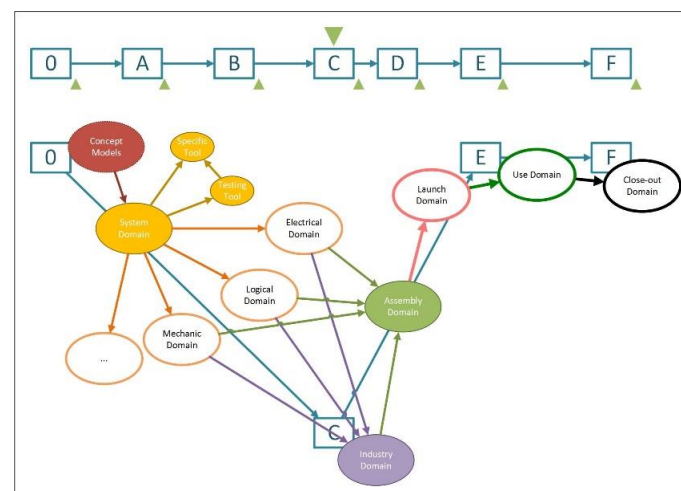 0 A B C D E F
0
Concept
Models
Specific
Tool
Testing
Tool
System
Domain
Electrical
Domain
Logical
Domain
Mechanic
Domain
...
Launch
Domain
E
Use Domain
F
Close-out
Domain
Assembly
Domain
C
Industry
Domain